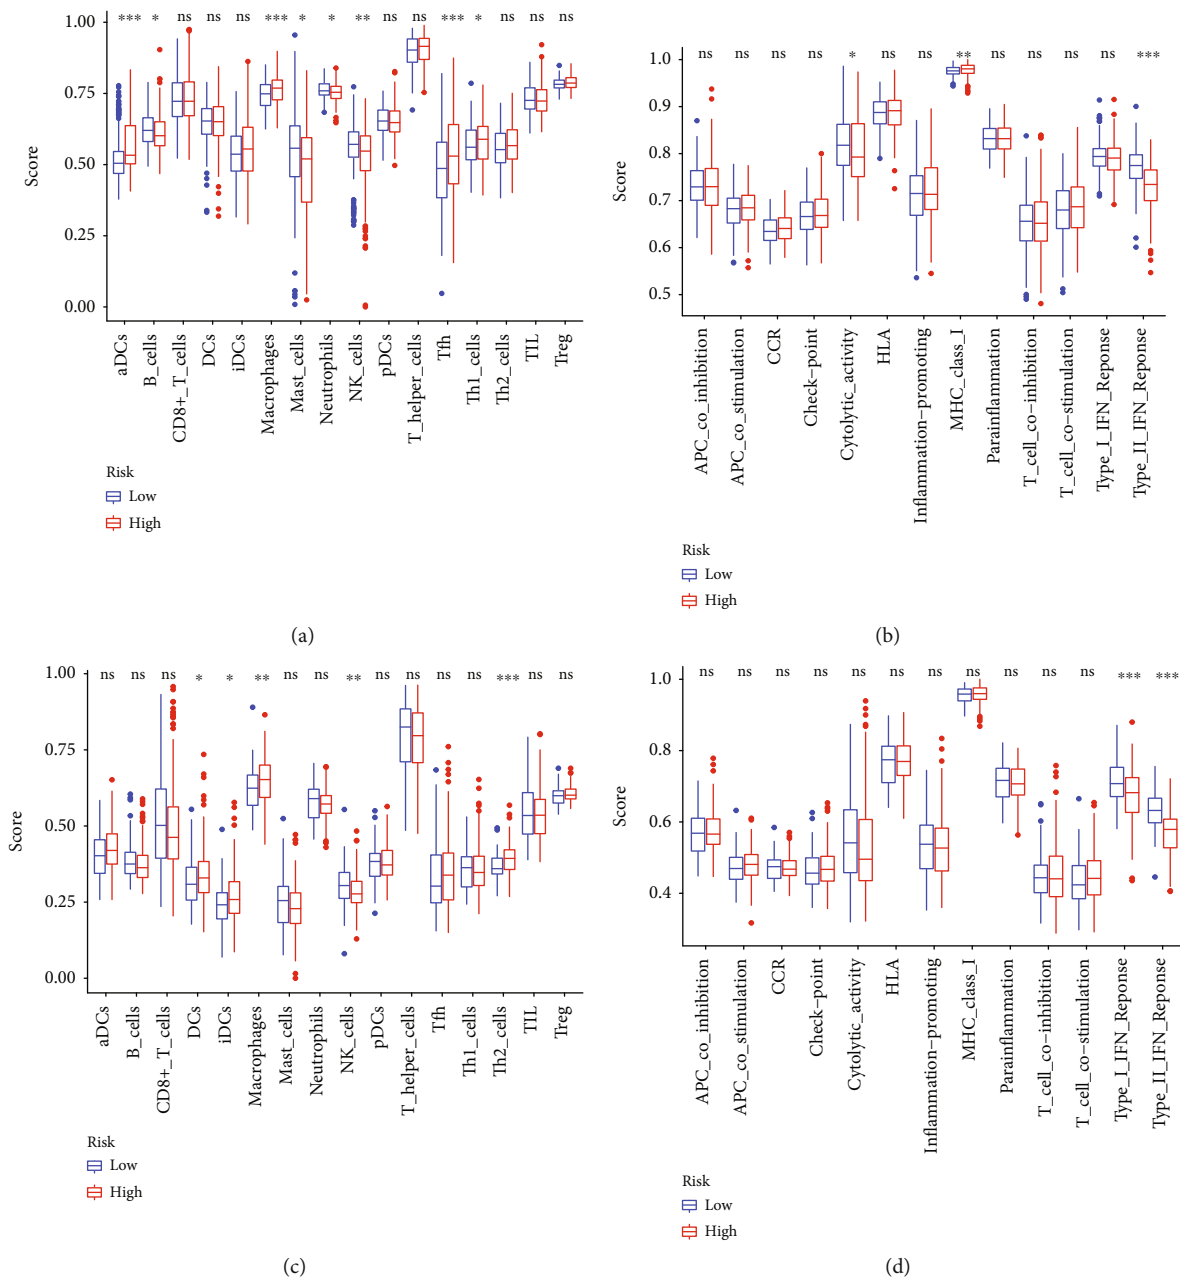 *** * ns ns ns *** * * ** ns ns *** * ns ns ns
1.00
0.75
0.50
0.25
0.00
Score
aDCs
B_cells
CD8+_T_cells
DCs
iDCs
Macrophages
Mast_cells
Neutrophils
NK_cells
pDCs
T_helper_cells
Tfh
Th1_cells
Th2_cells
TIL
Treg
Risk
Low
High
(a)
ns ns ns ns * ns ns ** ns ns ns ns ***
1.0
0.9
0.8
0.7
0.6
0.5
Score
APC_co_inhibition
APC_co_stimulation
CCR
Check-point
Cytolytic_activity
HLA
Inflammation-promoting
MHC_class_I
Parainflammation
T_cell_co-inhibition
T_cell_co-stimulation
Type_I_IFN_Reponse
Type_II_IFN_Reponse
Risk
Low
High
(b)
ns ns ns * * ** ns ns ** ns ns ns ns *** ns ns
1.00
0.75
0.50
0.25
0.00
Score
aDCs
B_cells
CD8+_T_cells
DCs
iDCs
Macrophages
Mast_cells
Neutrophils
NK_cells
pDCs
T_helper_cells
Tfh
Th1_cells
Th2_cells
TIL
Treg
Risk
Low
High
(c)
ns ns ns ns ns ns ns ns ns ns ns *** ***
1.0
0.8
0.6
0.4
Score
APC_co_inhibition
APC_co_stimulation
CCR
Check-point
Cytolytic_activity
HLA
Inflammation-promoting
MHC_class_I
Parainflammation
T_cell_co-inhibition
T_cell_co-stimulation
Type_I_IFN_Reponse
Type_II_IFN_Reponse
Risk
Low
High
(d)